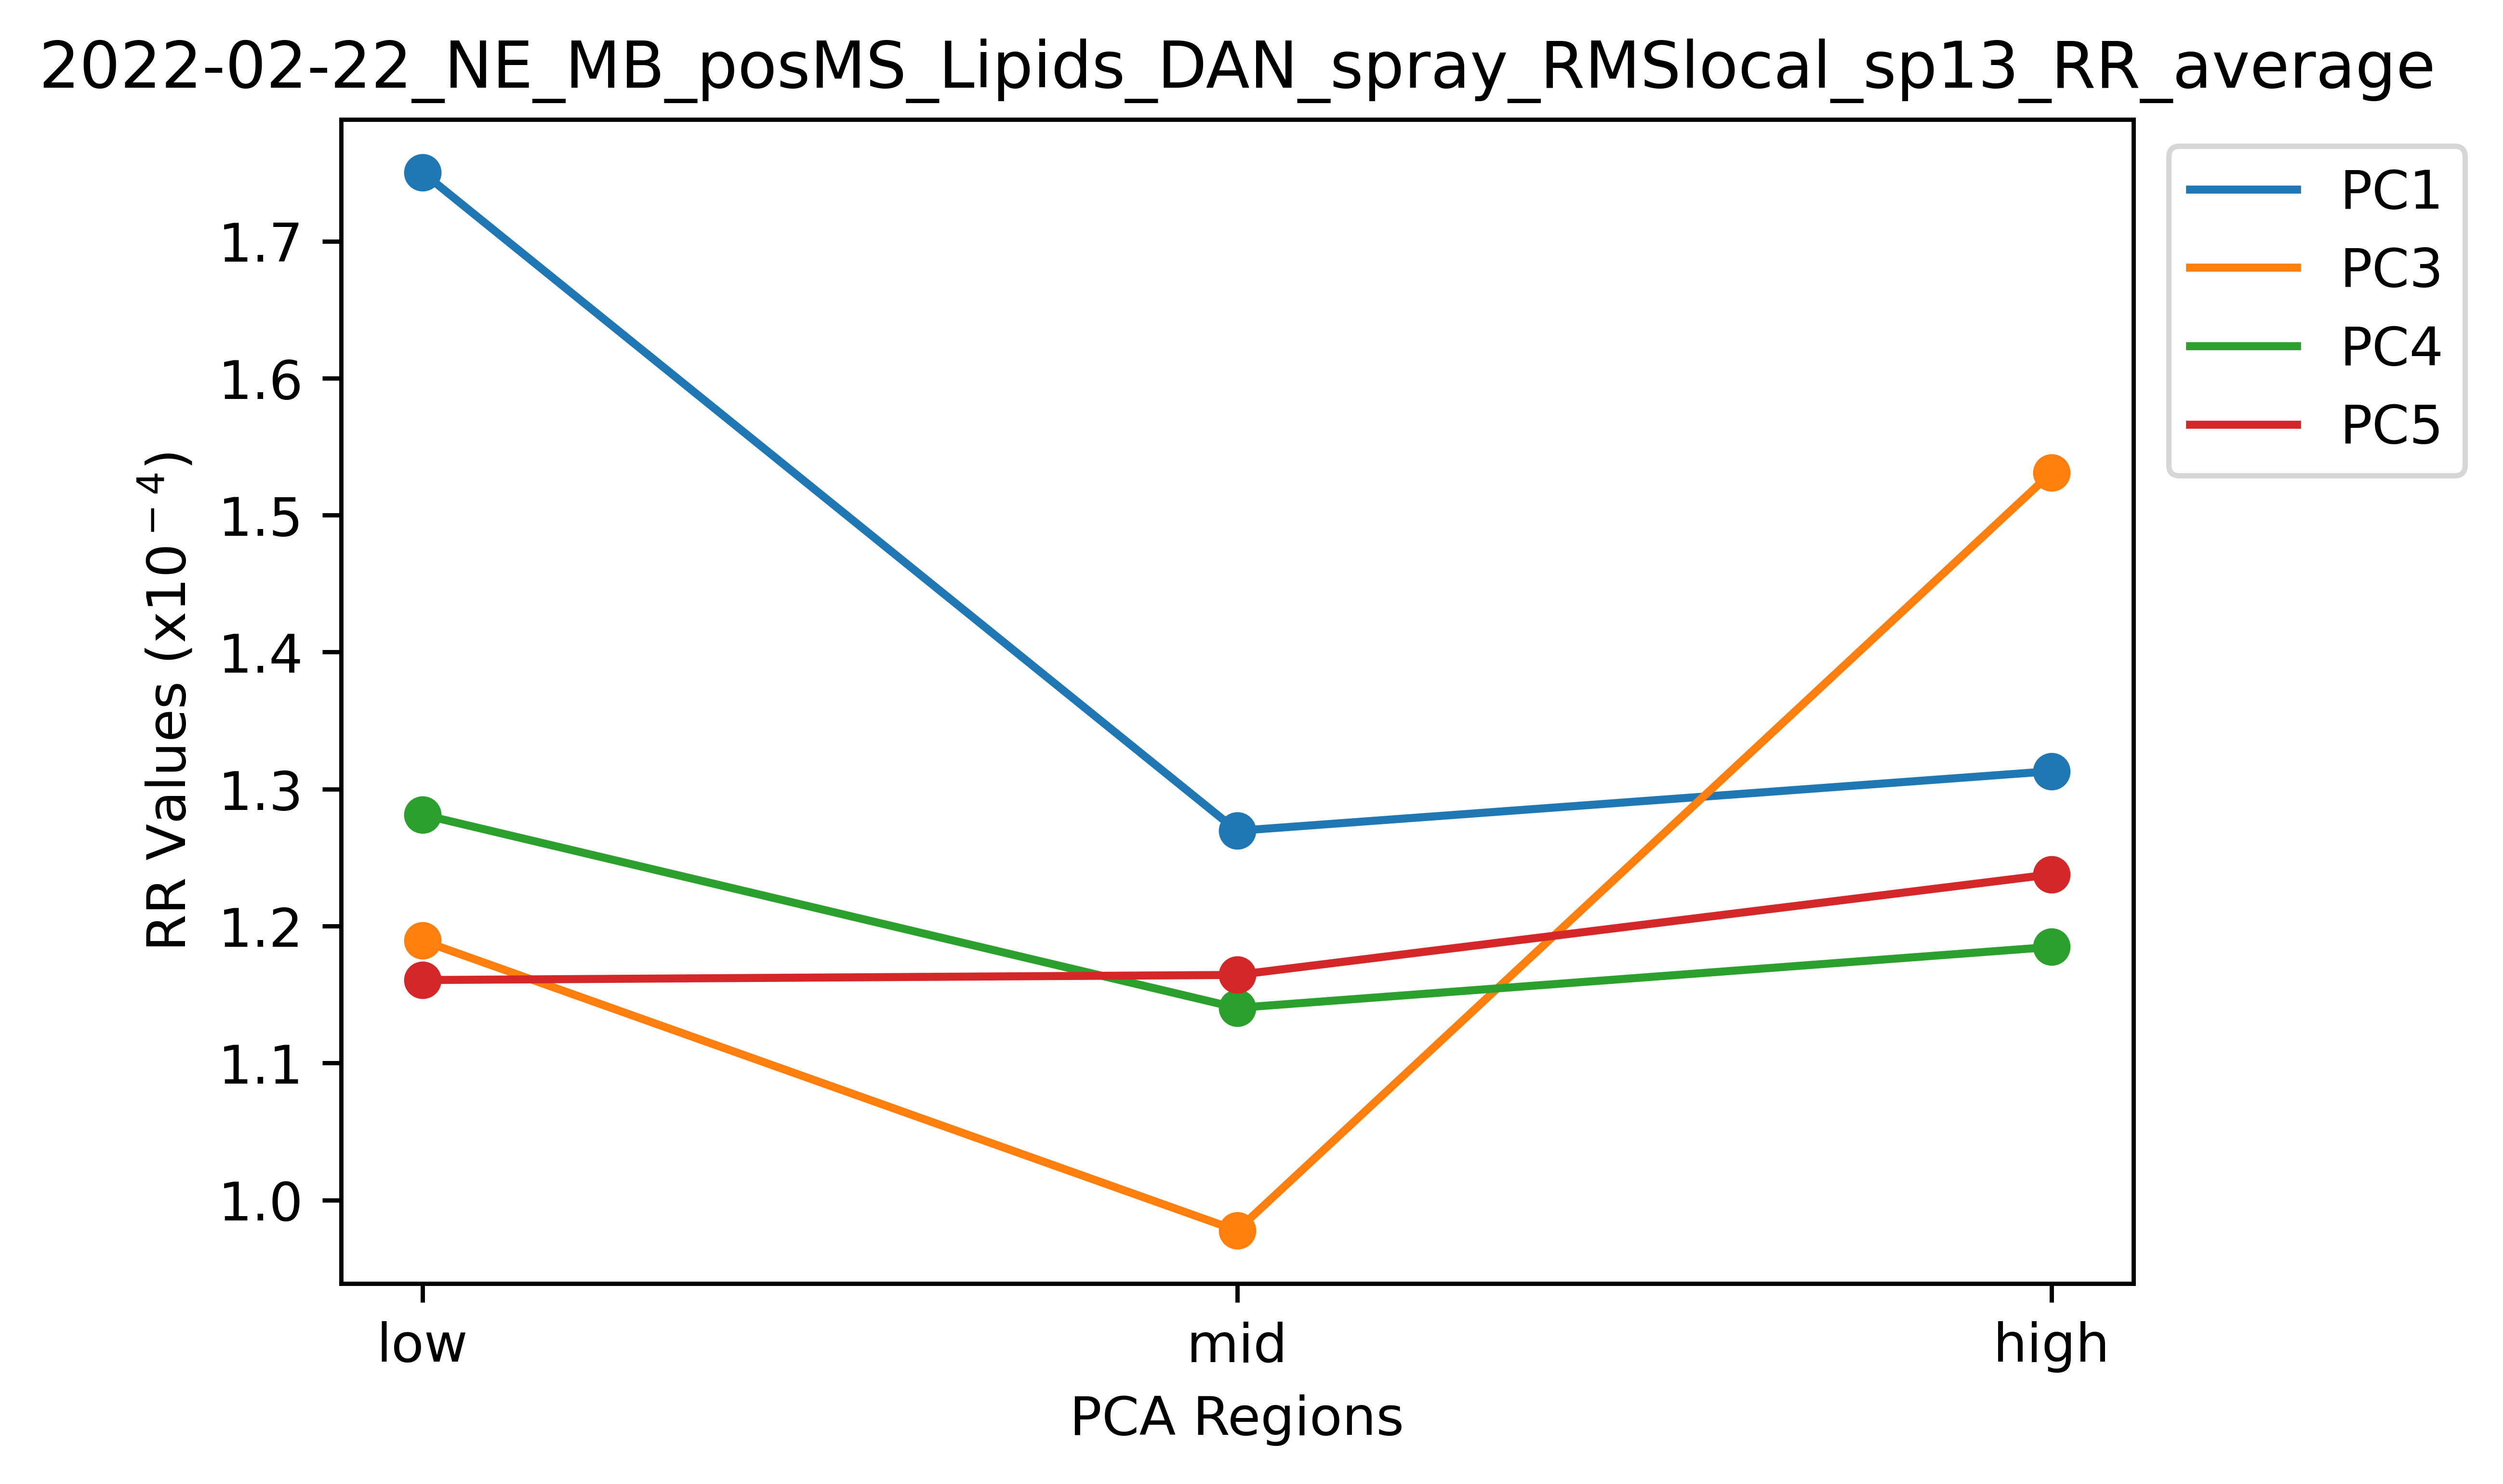 2022-02-22_NE_MB_posMS_Lipids_DAN_spray_RMSlocal_sp13_RR_average
PC1
PC3
PC4
PC5
RR Values (x10⁻⁴)
1.7
1.6
1.5
1.4
1.3
1.2
1.1
1.0
low mid high
PCA Regions